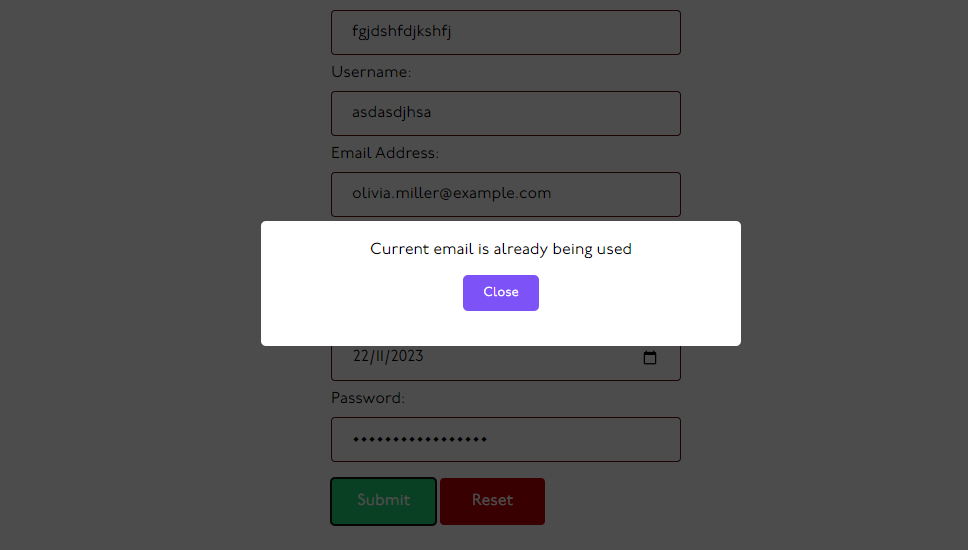 fgjdshfdjkshfj
Username:
asdasdjhsa
Email Address:
olivia.miller@example.com
Current email is already being used
Close
22/11/2023
Password:
•••••••••••••••••
Submit
Reset